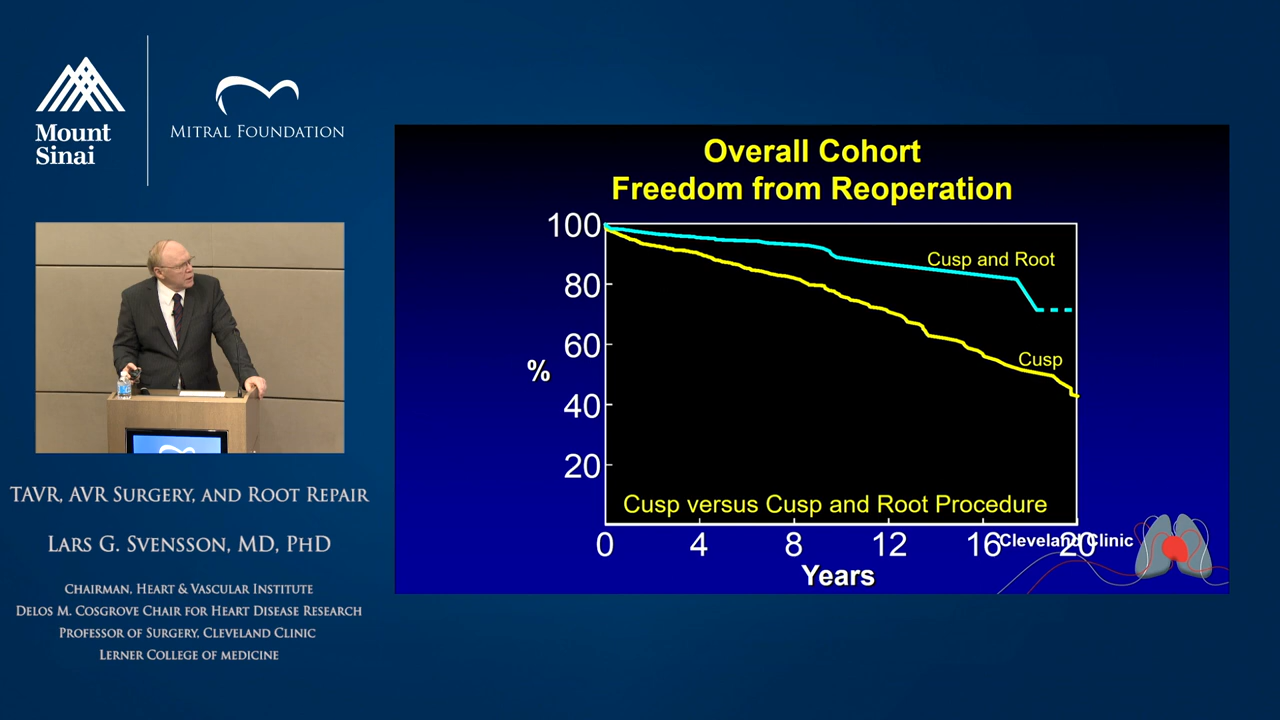 Mount
Sinai
Mitral Foundation
TAVR, AVR Surgery, and Root Repair
Lars G. Svensson, MD, PhD
Chairman, Heart & Vascular Institute
Delos M. Cosgrove Chair for Heart Disease Research
Professor of Surgery, Cleveland Clinic
Lerner College of medicine
Overall Cohort
Freedom from Reoperation
100
80
60
40
20
%
Cusp and Root
Cusp
Cusp versus Cusp and Root Procedure
0 4 8 12 16 20
Years
Cleveland Clinic